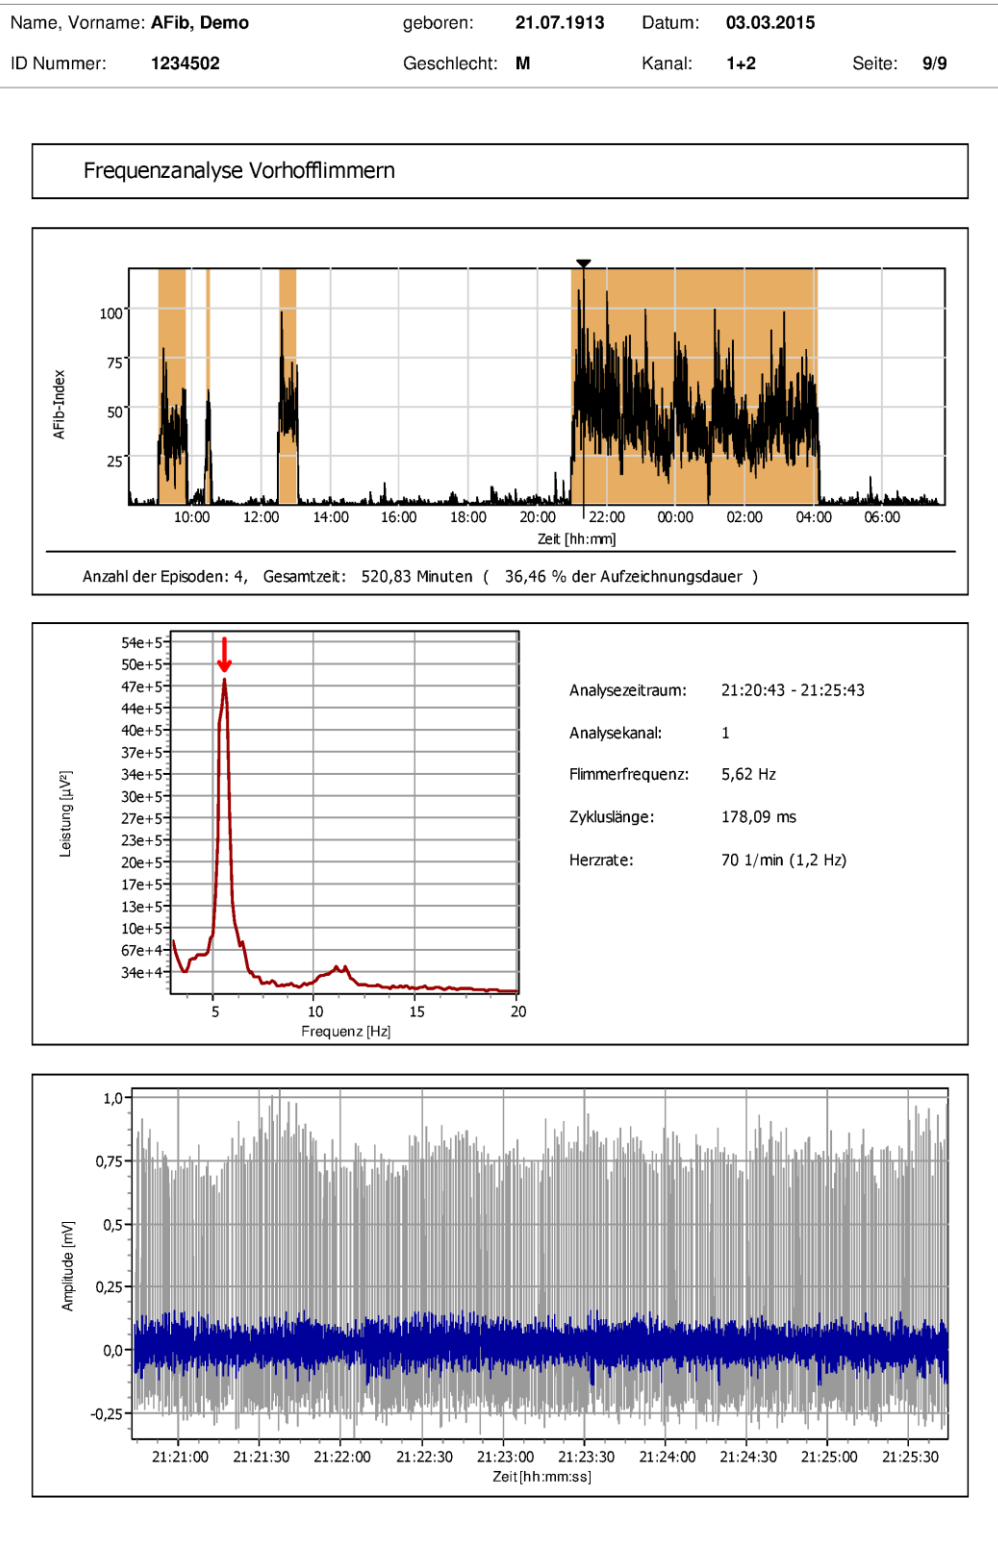 Name, Vorname: AFib, Demo geboren: 21.07.1913 Datum: 03.03.2015
ID Nummer: 1234502 Geschlecht: M Kanal: 1+2 Seite: 9/9
Frequenzanalyse Vorhofflimmern
AFib-Index
100
75
50
25
10:00 12:00 14:00 16:00 18:00 20:00 22:00 00:00 02:00 04:00 06:00
Zeit [hh:mm]
Anzahl der Episoden: 4, Gesamtzeit: 520,83 Minuten ( 36,46 % der Aufzeichnungsdauer )
Leistung [µV²]
54e+5
50e+5
47e+5
44e+5
40e+5
37e+5
34e+5
30e+5
27e+5
23e+5
20e+5
17e+5
13e+5
10e+5
67e+4
34e+4
5 10 15 20
Frequenz [Hz]
Analysezeitraum: 21:20:43 - 21:25:43
Analysekanal: 1
Flimmerfrequenz: 5,62 Hz
Zykluslänge: 178,09 ms
Herzrate: 70 1/min (1,2 Hz)
Amplitude [mV]
1,0
0,75
0,5
0,25
0,0
-0,25
21:21:00 21:21:30 21:22:00 21:22:30 21:23:00 21:23:30 21:24:00 21:24:30 21:25:00 21:25:30
Zeit[hh:mm:ss]